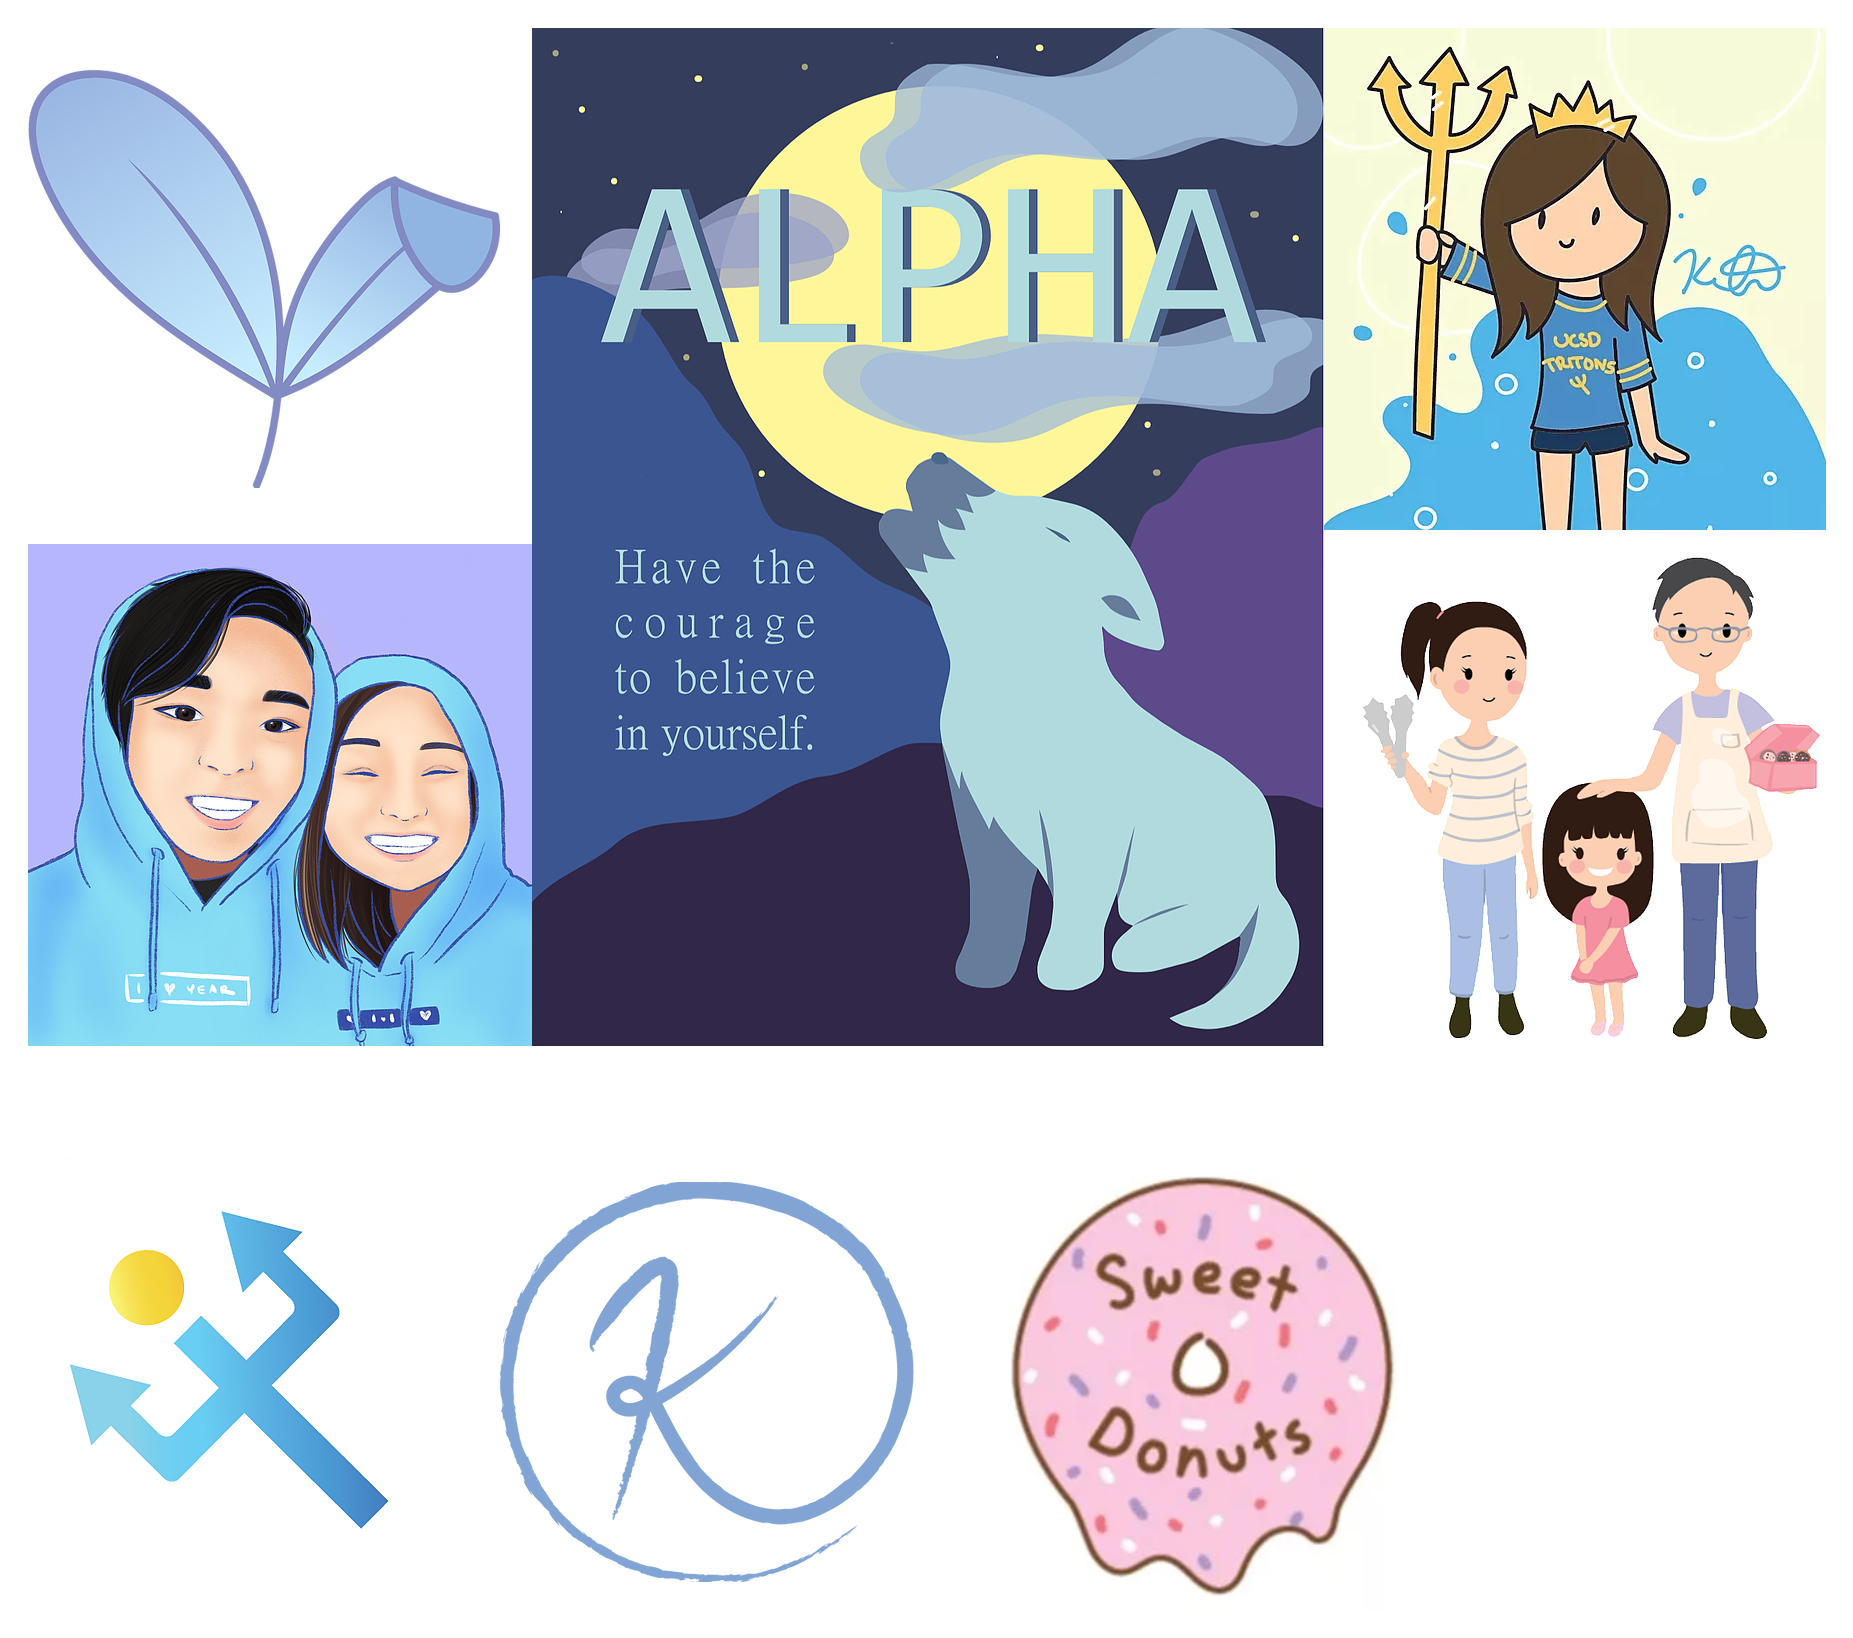 ALPHA
Have the
courage
to believe
in yourself.
UCSD
TRITONS
YEAR
K
Sweet
Donuts